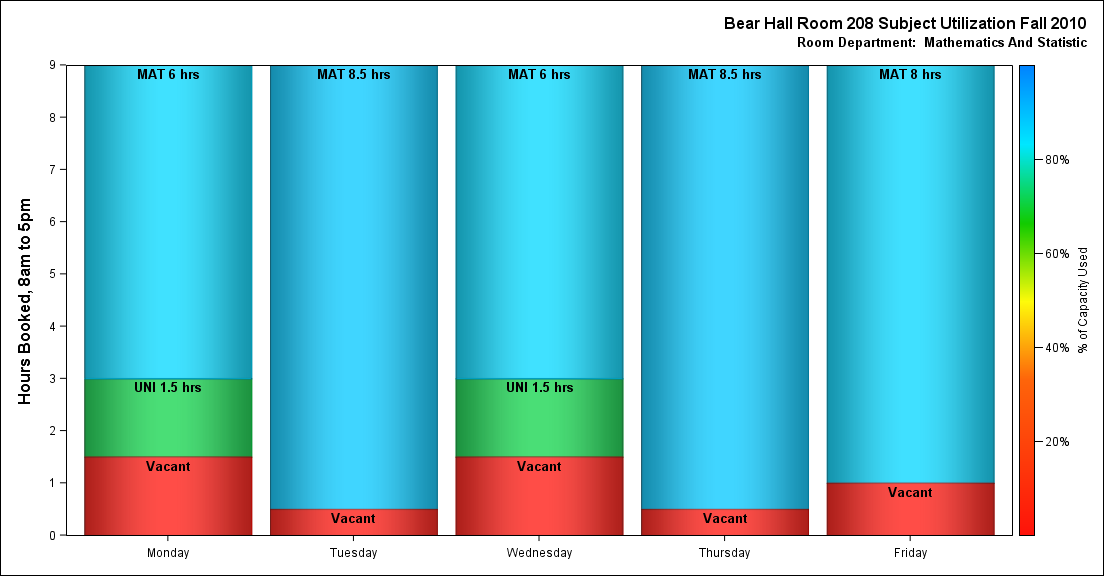 Bear Hall Room 208 Subject Utilization Fall 2010
Room Department:  Mathematics And Statistic
Hours Booked, 8am to 5pm
9
8
7
6
5
4
3
2
1
0
MAT 6 hrs
UNI 1.5 hrs
Vacant
MAT 8.5 hrs
Vacant
MAT 6 hrs
UNI 1.5 hrs
Vacant
MAT 8.5 hrs
Vacant
MAT 8 hrs
Vacant
Monday
Tuesday
Wednesday
Thursday
Friday
80%
60%
40%
20%
% of Capacity Used